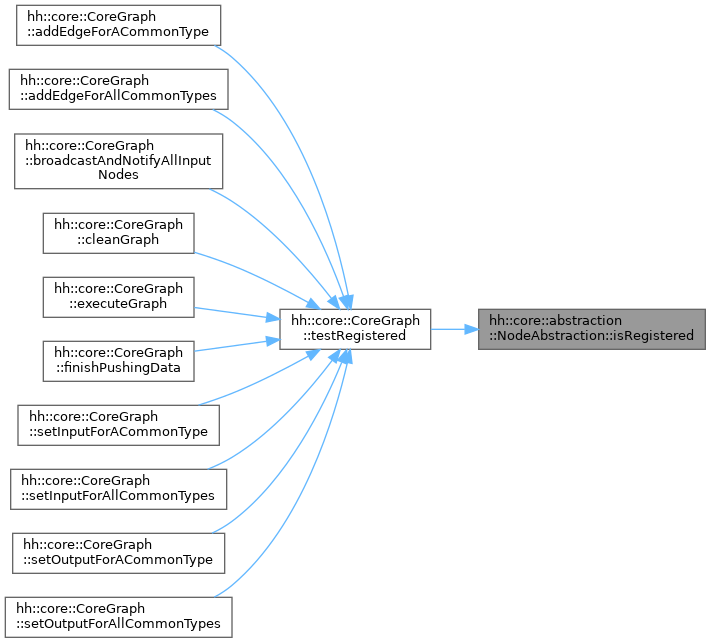 hh::core::CoreGraph
::addEdgeForACommonType
hh::core::CoreGraph
::addEdgeForAllCommonTypes
hh::core::CoreGraph
::broadcastAndNotifyAllInput
Nodes
hh::core::CoreGraph
::cleanGraph
hh::core::CoreGraph
::executeGraph
hh::core::CoreGraph
::finishPushingData
hh::core::CoreGraph
::setInputForACommonType
hh::core::CoreGraph
::setInputForAllCommonTypes
hh::core::CoreGraph
::setOutputForACommonType
hh::core::CoreGraph
::setOutputForAllCommonTypes
hh::core::CoreGraph
::testRegistered
hh::core::abstraction
::NodeAbstraction::isRegistered